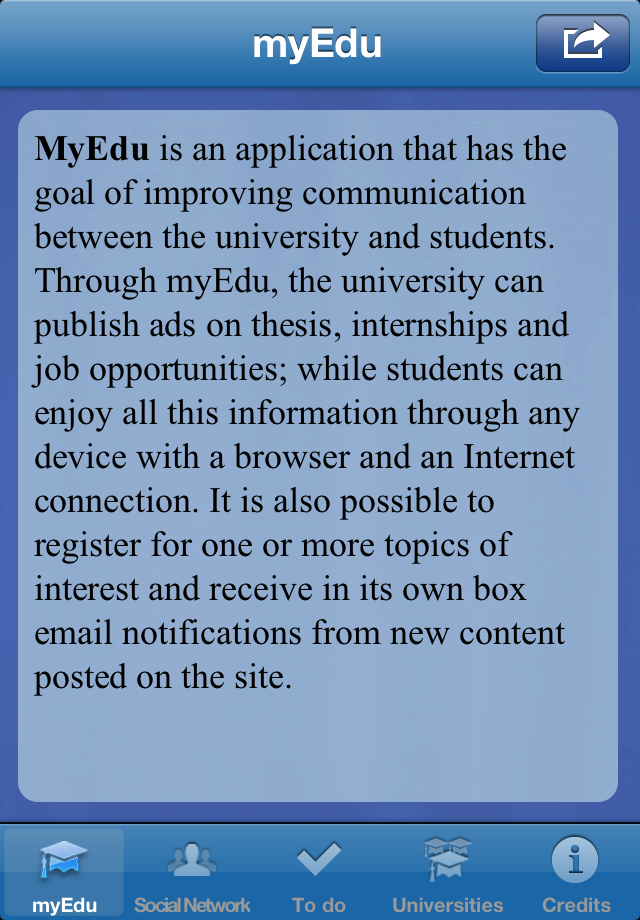 myEdu
MyEdu is an application that has the
goal of improving communication
between the university and students.
Through myEdu, the university can
publish ads on thesis, internships and
job opportunities; while students can
enjoy all this information through any
device with a browser and an Internet
connection. It is also possible to
register for one or more topics of
interest and receive in its own box
email notifications from new content
posted on the site.
myEdu Social Network To do Universities Credits